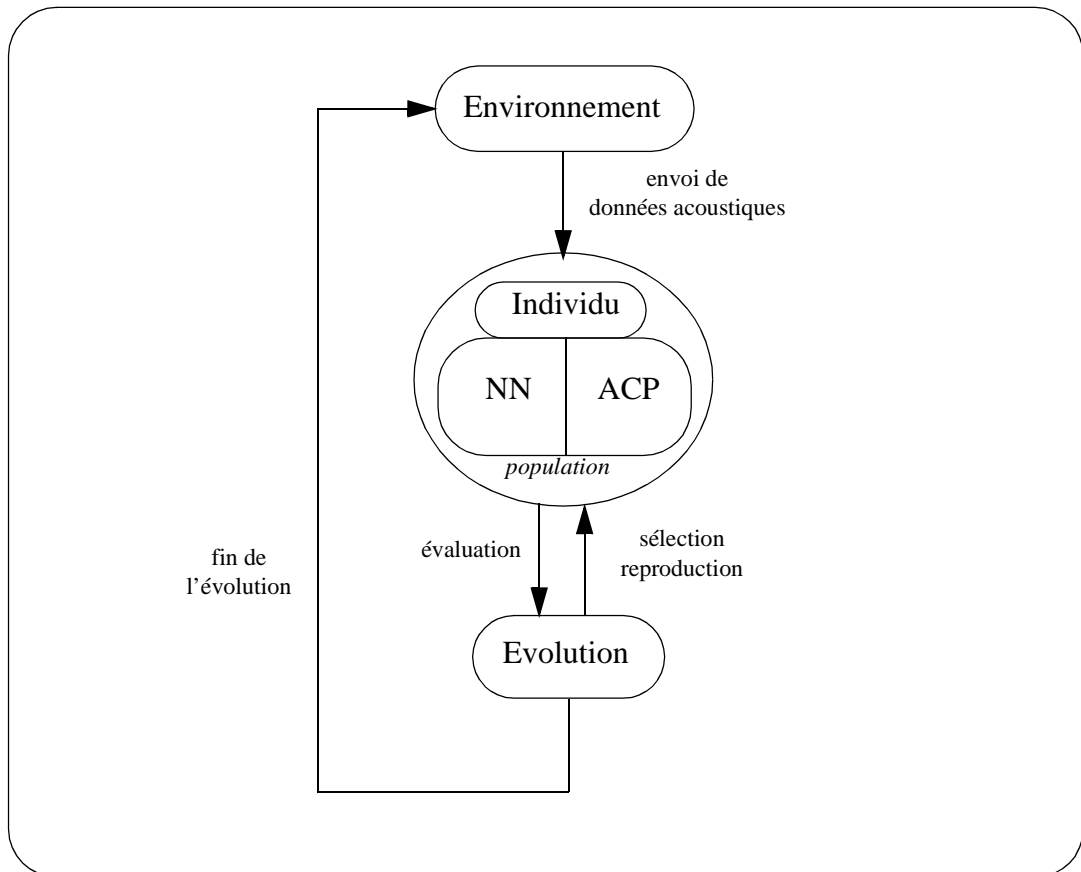 Environnement
envoi de
données acoustiques
Individu
NN
ACP
population
évaluation
sélection
reproduction
fin de
l’évolution
Evolution